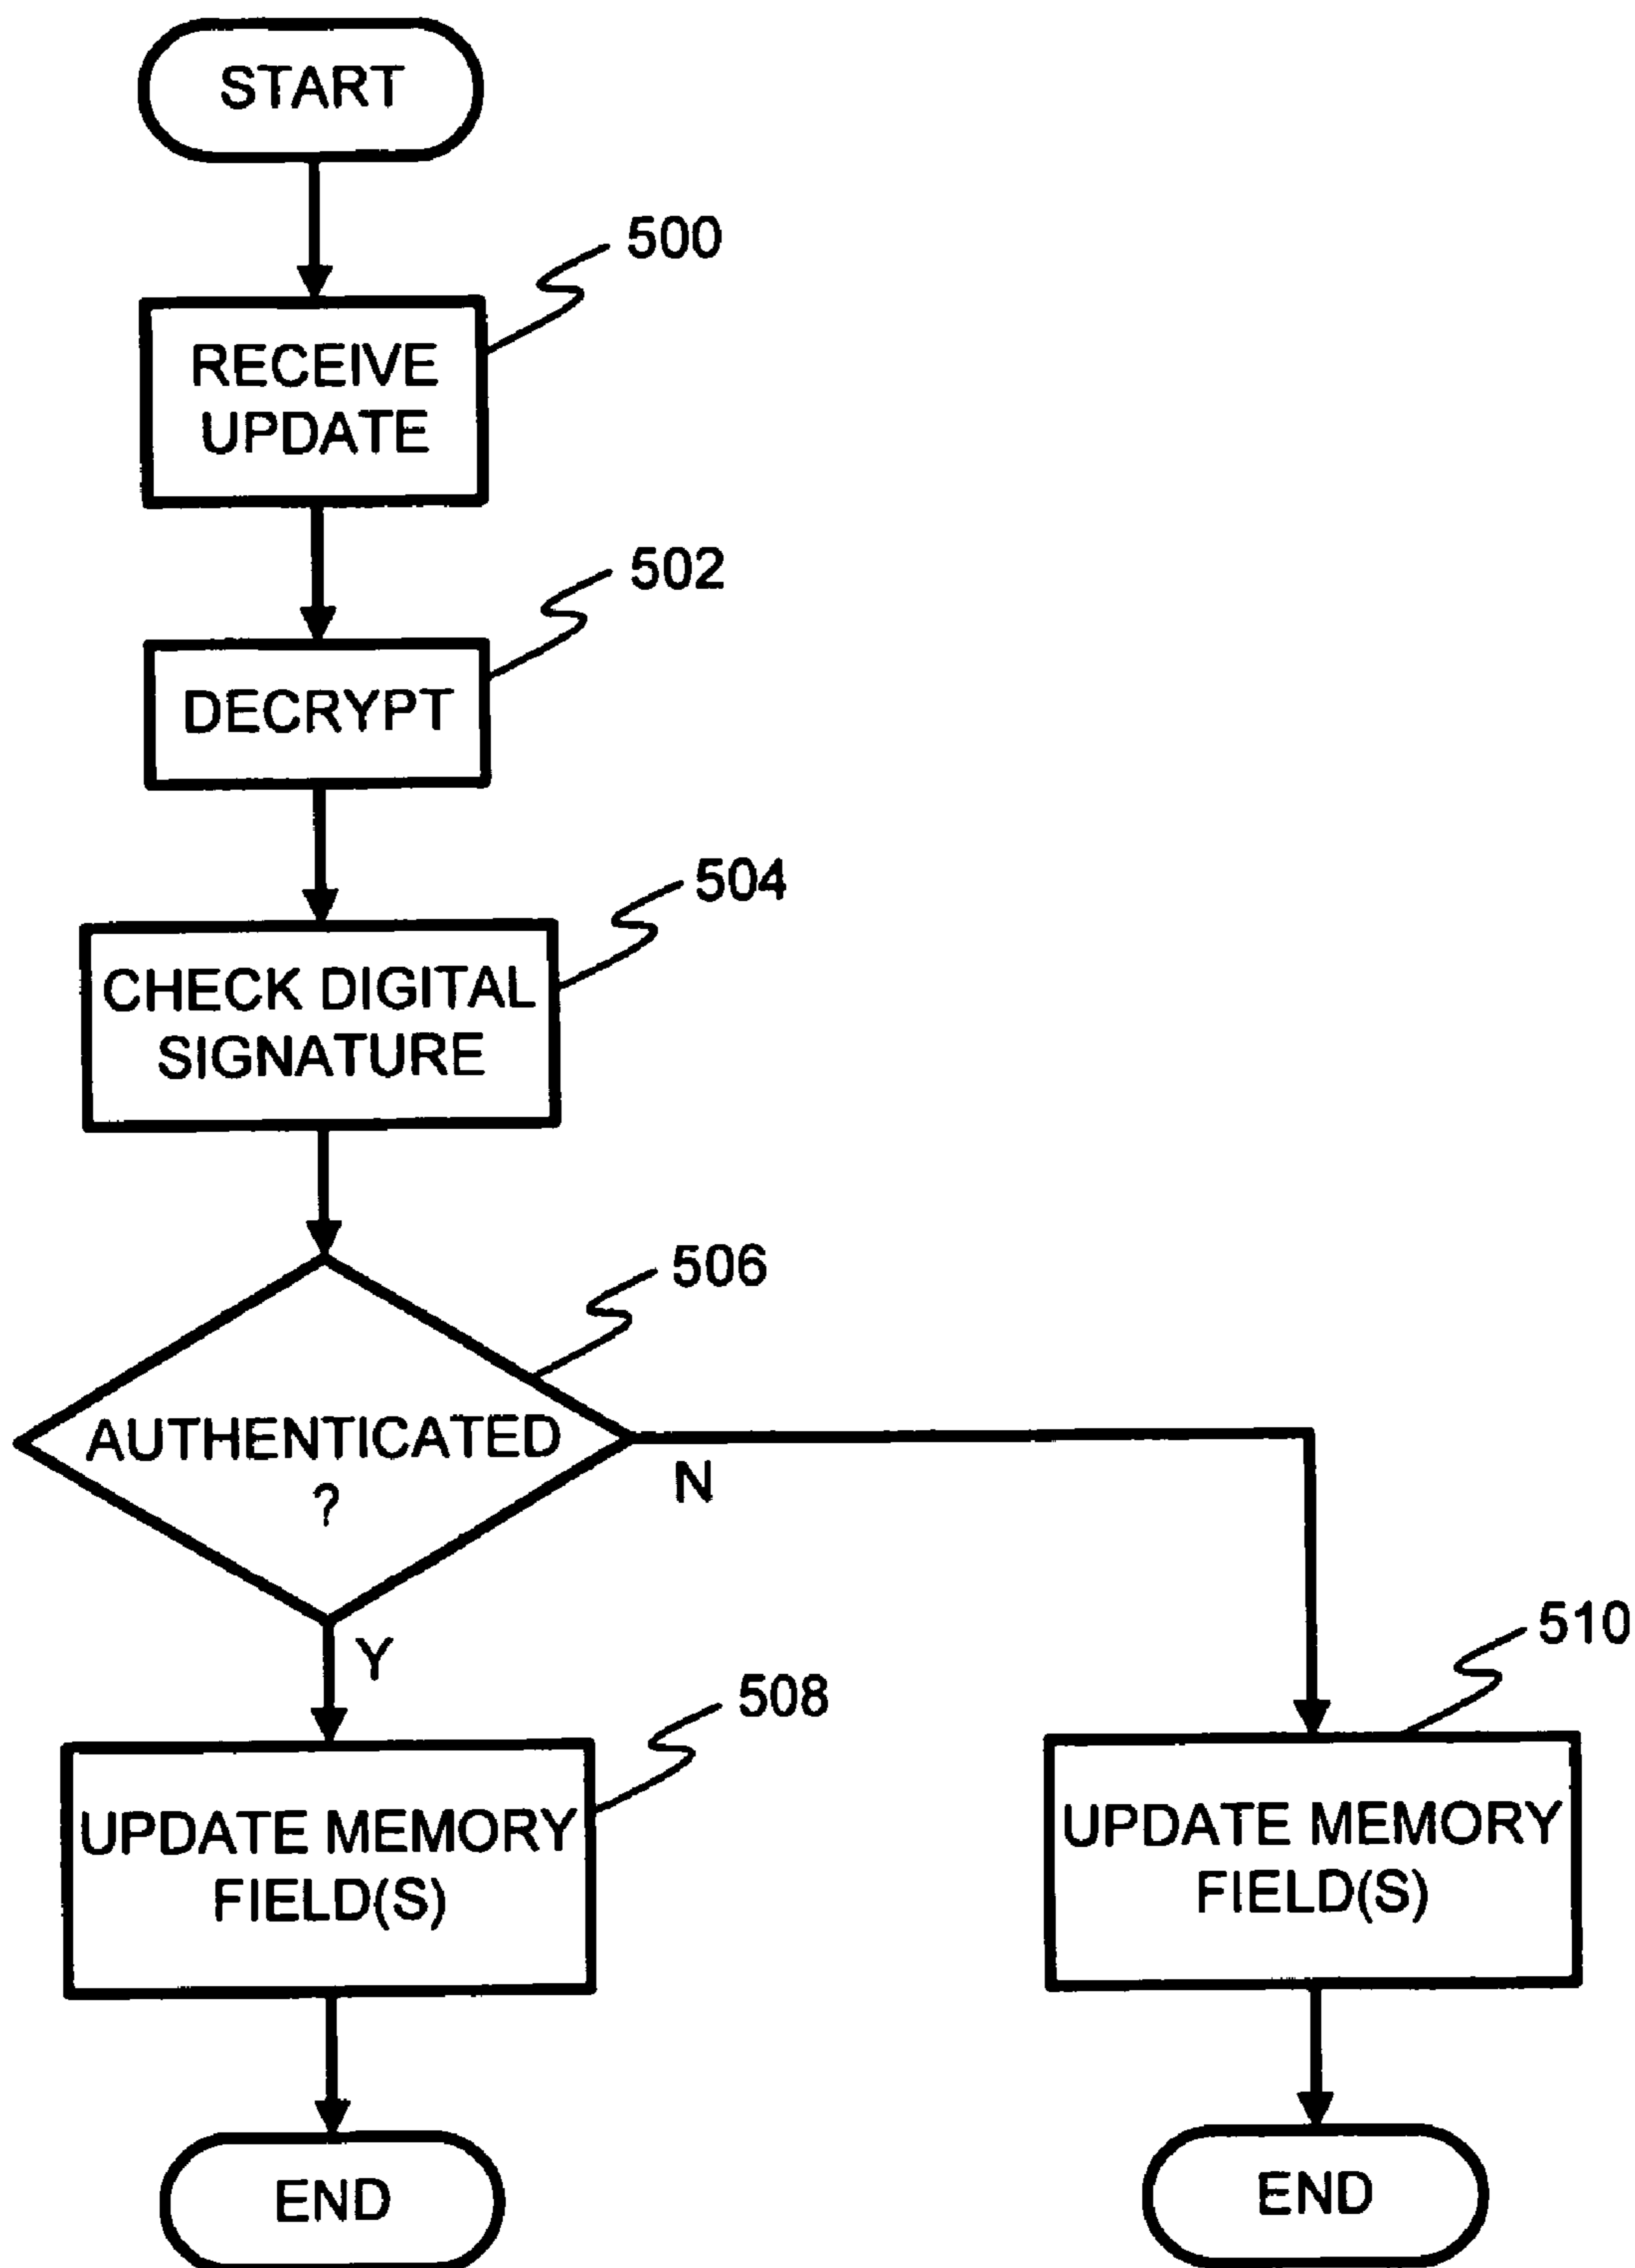 START
500
RECEIVE
UPDATE
502
DECRYPT
504
CHECK DIGITAL
SIGNATURE
506
AUTHENTICATED
?
N
Y
508
UPDATE MEMORY
FIELD(S)
510
UPDATE MEMORY
FIELD(S)
END
END